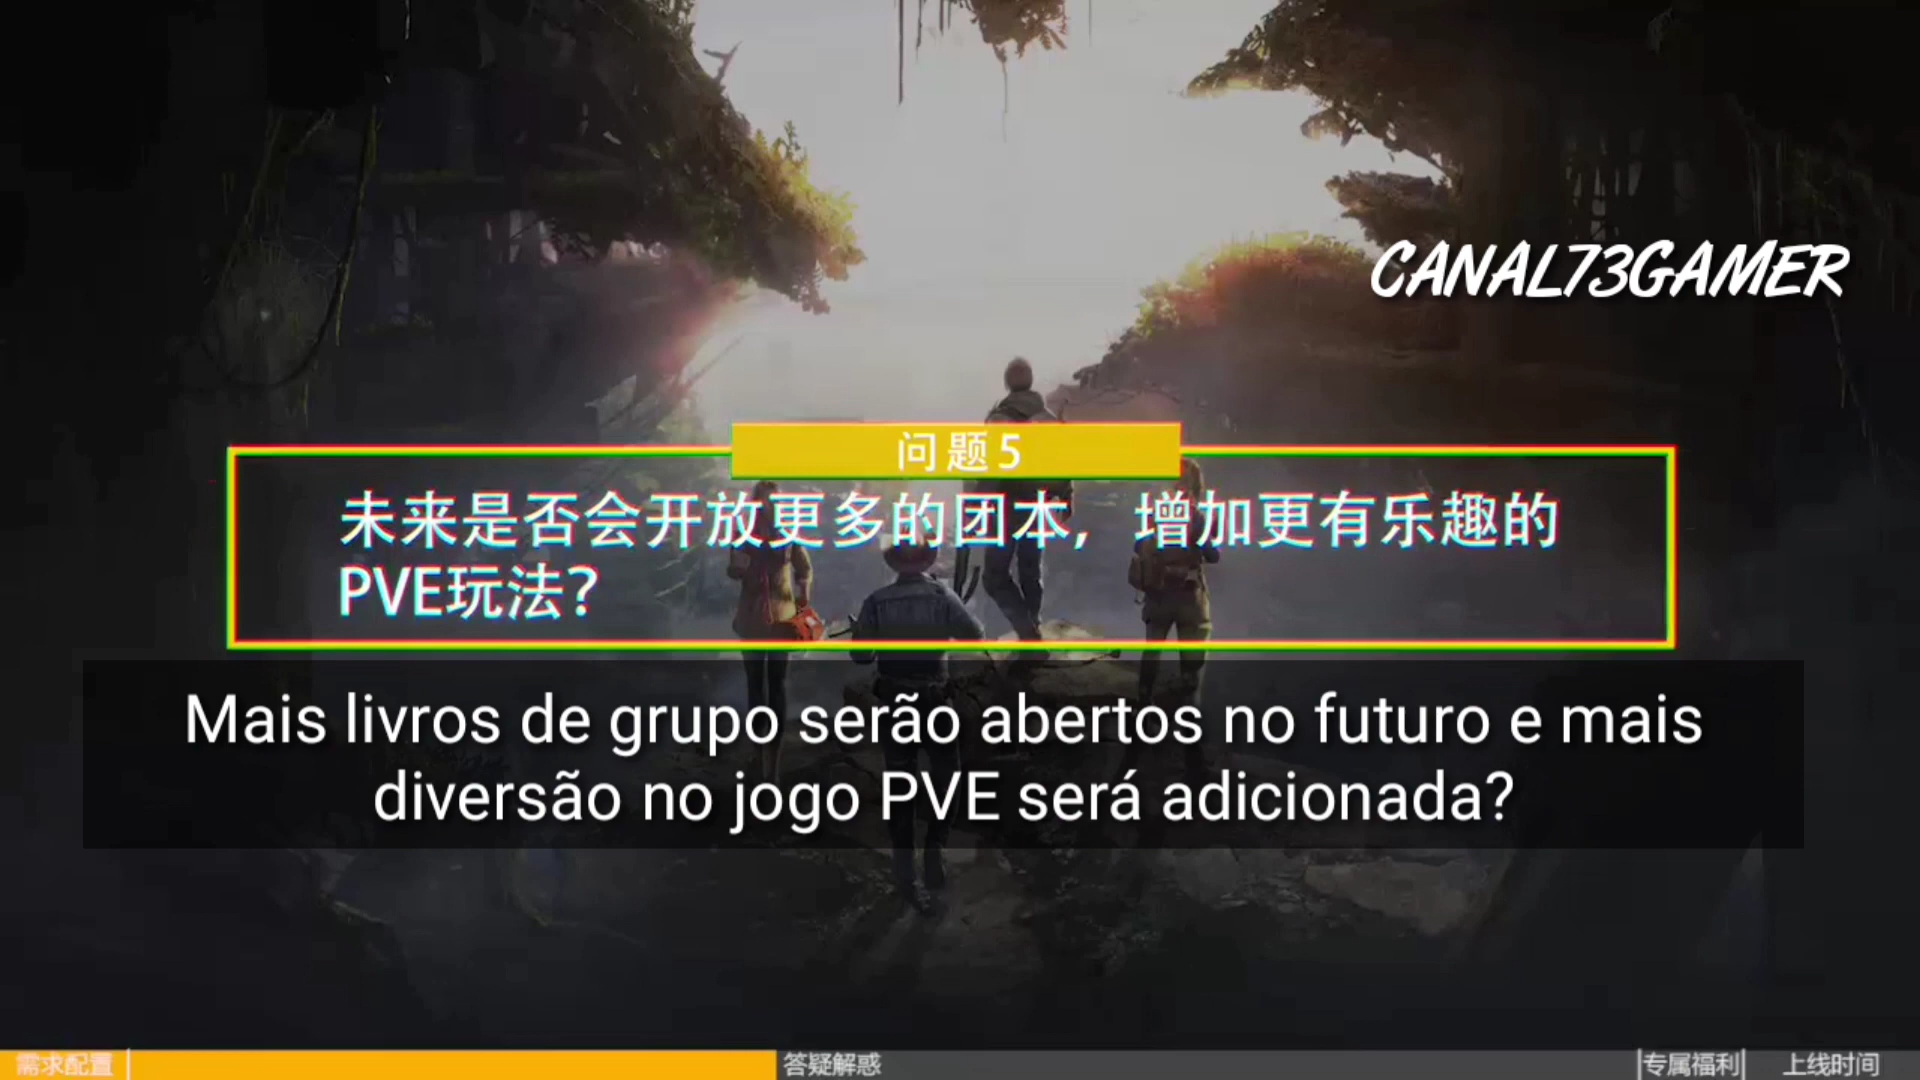 CANAL73GAMER
问题5
未来是否会开放更多的团本，增加更有乐趣的
PVE玩法？
Mais livros de grupo serão abertos no futuro e mais
diversão no jogo PVE será adicionada?
需求配置
答疑解惑
专属福利
上线时间